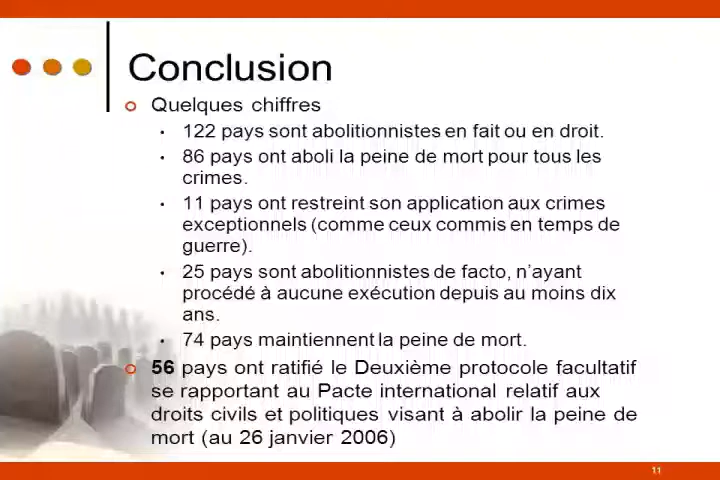 Conclusion
Quelques chiffres
122 pays sont abolitionnistes en fait ou en droit.
86 pays ont aboli la peine de mort pour tous les
crimes.
11 pays ont restreint son application aux crimes
exceptionnels (comme ceux commis en temps de
guerre).
25 pays sont abolitionnistes de facto, n'ayant
procédé à aucune exécution depuis au moins dix
ans.
74 pays maintiennent la peine de mort.
56 pays ont ratifié le Deuxième protocole facultatif
se rapportant au Pacte international relatif aux
droits civils et politiques visant à abolir la peine de
mort (au 26 janvier 2006)
11